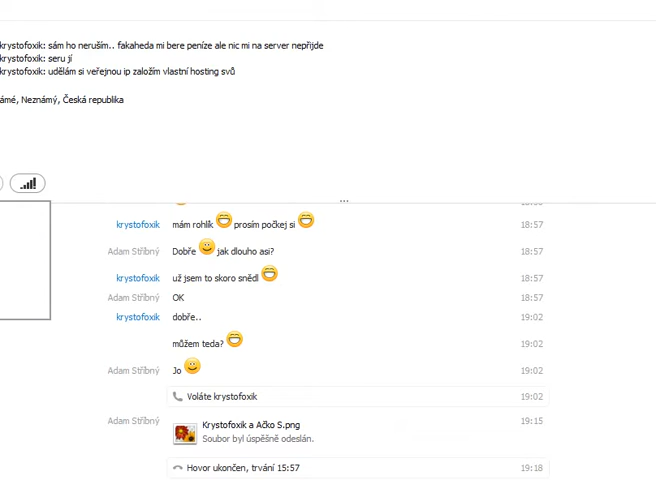 krystofoxik: sám ho neruším.. fakaheda mi bere peníze ale nic mi na server nepřijde
krystofoxik: seru jí
krystofoxik: udělám si veřejnou ip založím vlastní hosting svů
ámé, Neznámý, Česká republika
...
krystofoxik mám rohlík prosím počkej si 18:57
Adam Stříbný Dobře jak dlouho asi? 18:57
krystofoxik už jsem to skoro snědl 18:57
Adam Stříbný OK 18:57
krystofoxik dobře.. 19:02
můžem teda? 19:02
Adam Stříbný Jo 19:02
Voláte krystofoxik 19:02
Adam Stříbný Krystofoxik a Ačko S.png 19:15
Soubor byl úspěšně odeslán.
Hovor ukončen, trvání 15:57 19:18